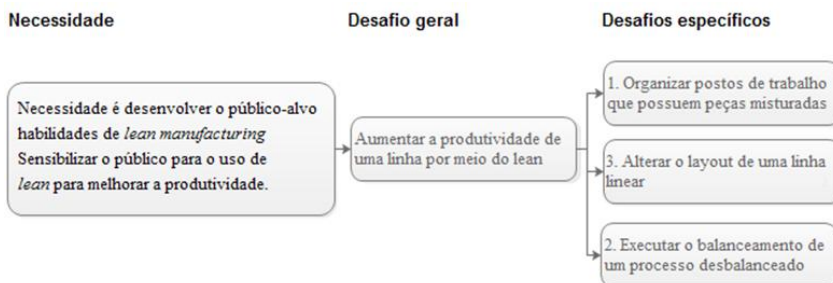 Necessidade
Desafio geral
Desafios específicos
Necessidade é desenvolver o público-alvo
habilidades de lean manufacturing
Sensibilizar o público para o uso de
lean para melhorar a produtividade.
Aumentar a produtividade de
uma linha por meio do lean
1. Organizar postos de trabalho
que possuem peças misturadas
3. Alterar o layout de uma linha
linear
2. Executar o balanceamento de
um processo desbalanceado